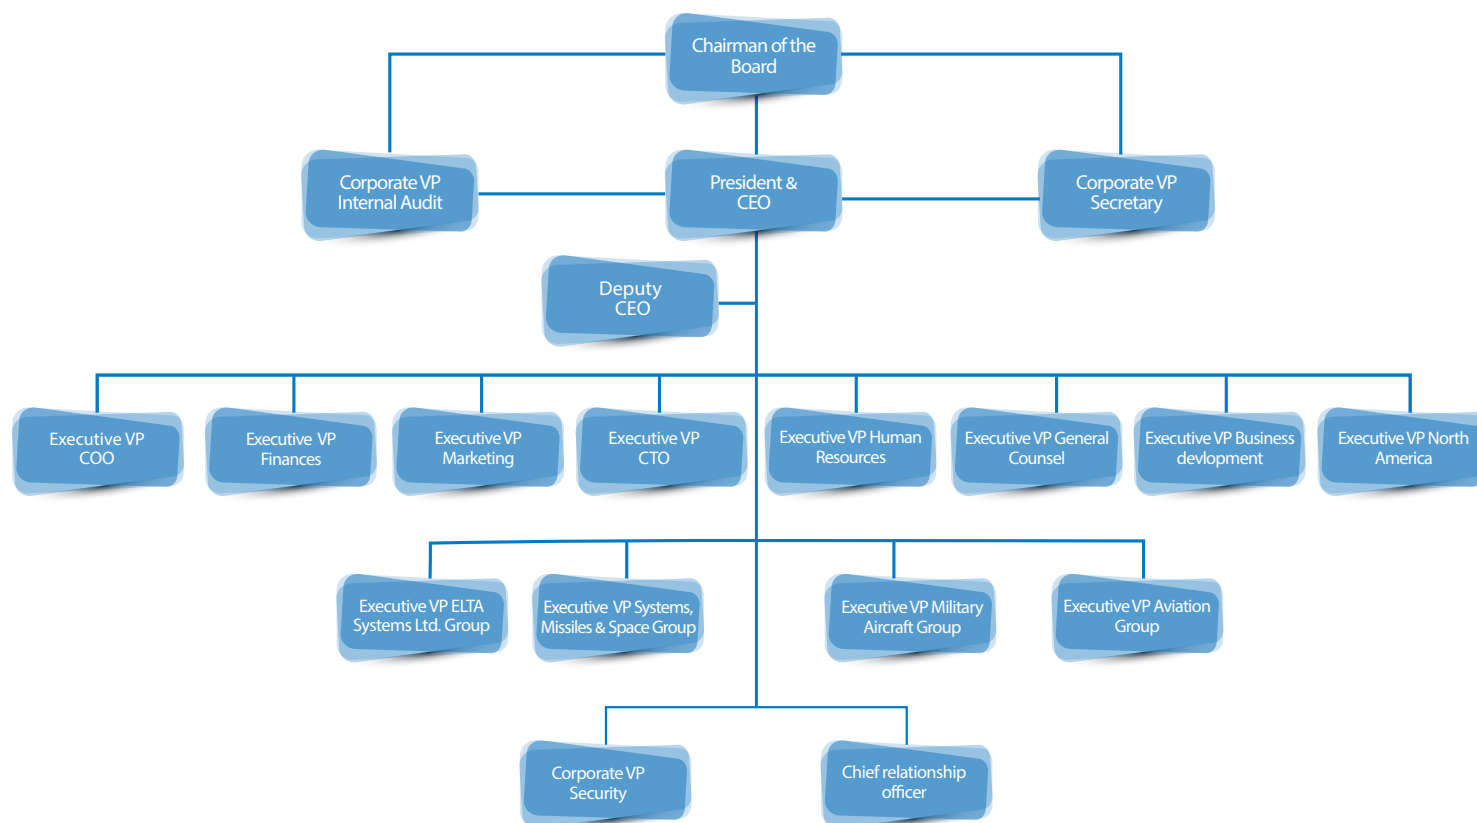 Chairman of the
Board
Corporate VP
Internal Audit
President &
CEO
Corporate VP
Secretary
Deputy
CEO
Executive VP
COO
Executive VP
Finances
Executive VP
Marketing
Executive VP
CTO
Executive VP Human
Resources
Executive VP General
Counsel
Executive VP Business
devlopment
Executive VP North
America
Executive VP ELTA
Systems Ltd. Group
Executive VP Systems,
Missiles & Space Group
Executive VP Military
Aircraft Group
Executive VP Aviation
Group
Corporate VP
Security
Chief relationship
officer